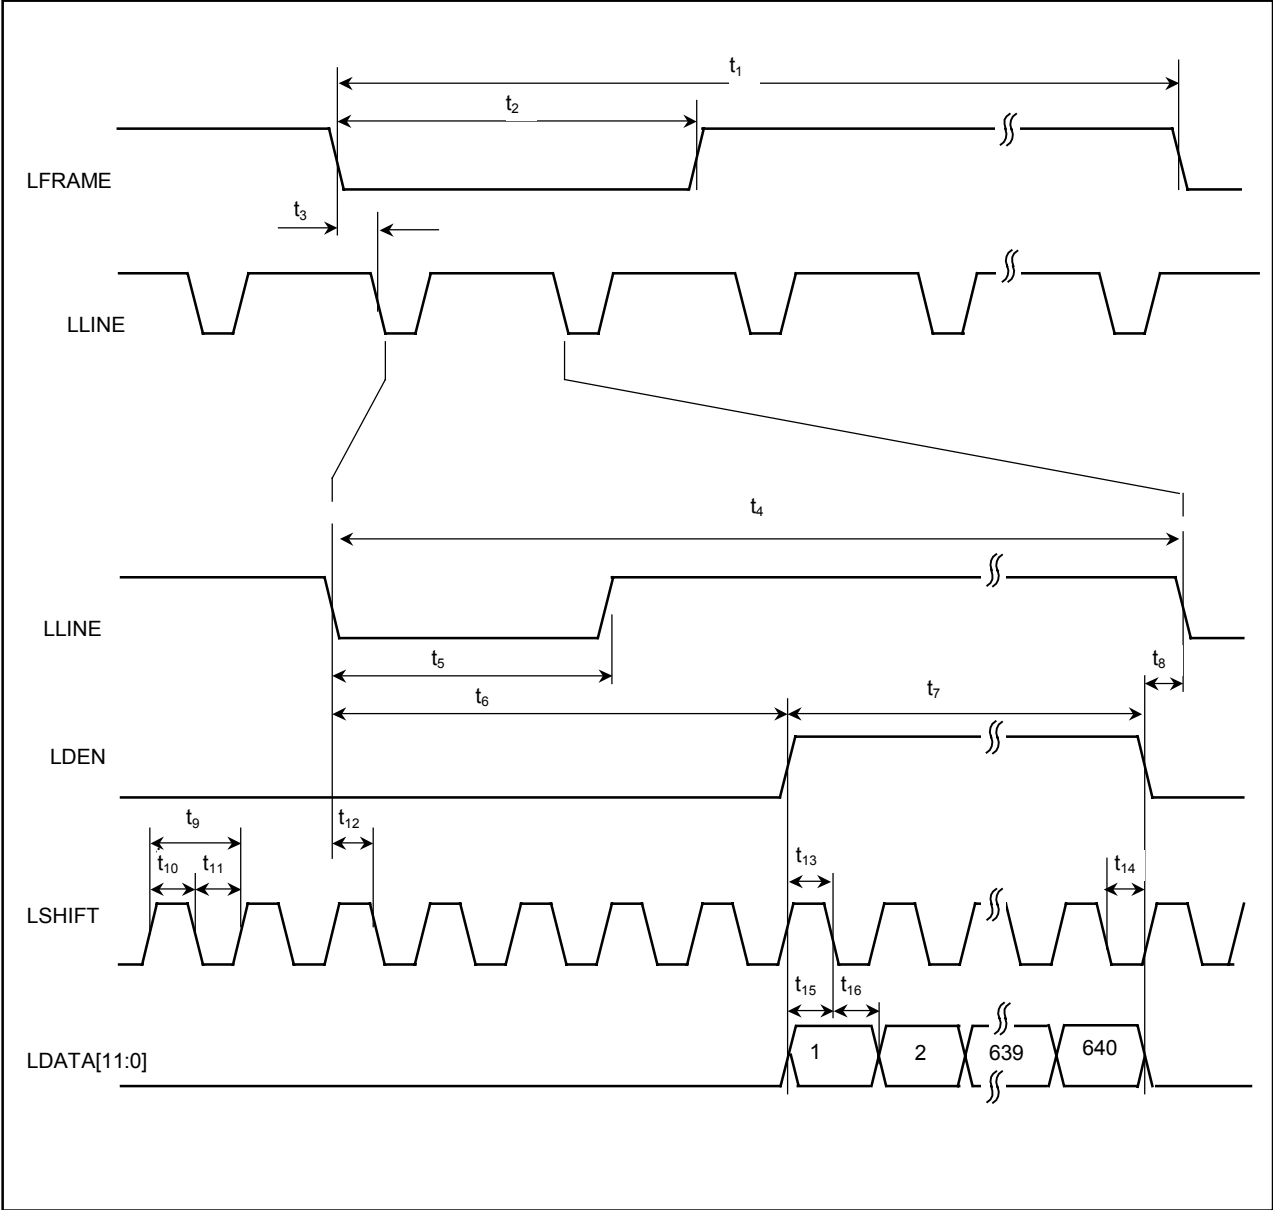 t1
t2
LFRAME
t3
LLINE
t4
LLINE
t5
t8
t6
t7
LDEN
t9
t12
t10
t11
t13
t14
LSHIFT
t15
t16
LDATA[11:0]
1
2
639
640